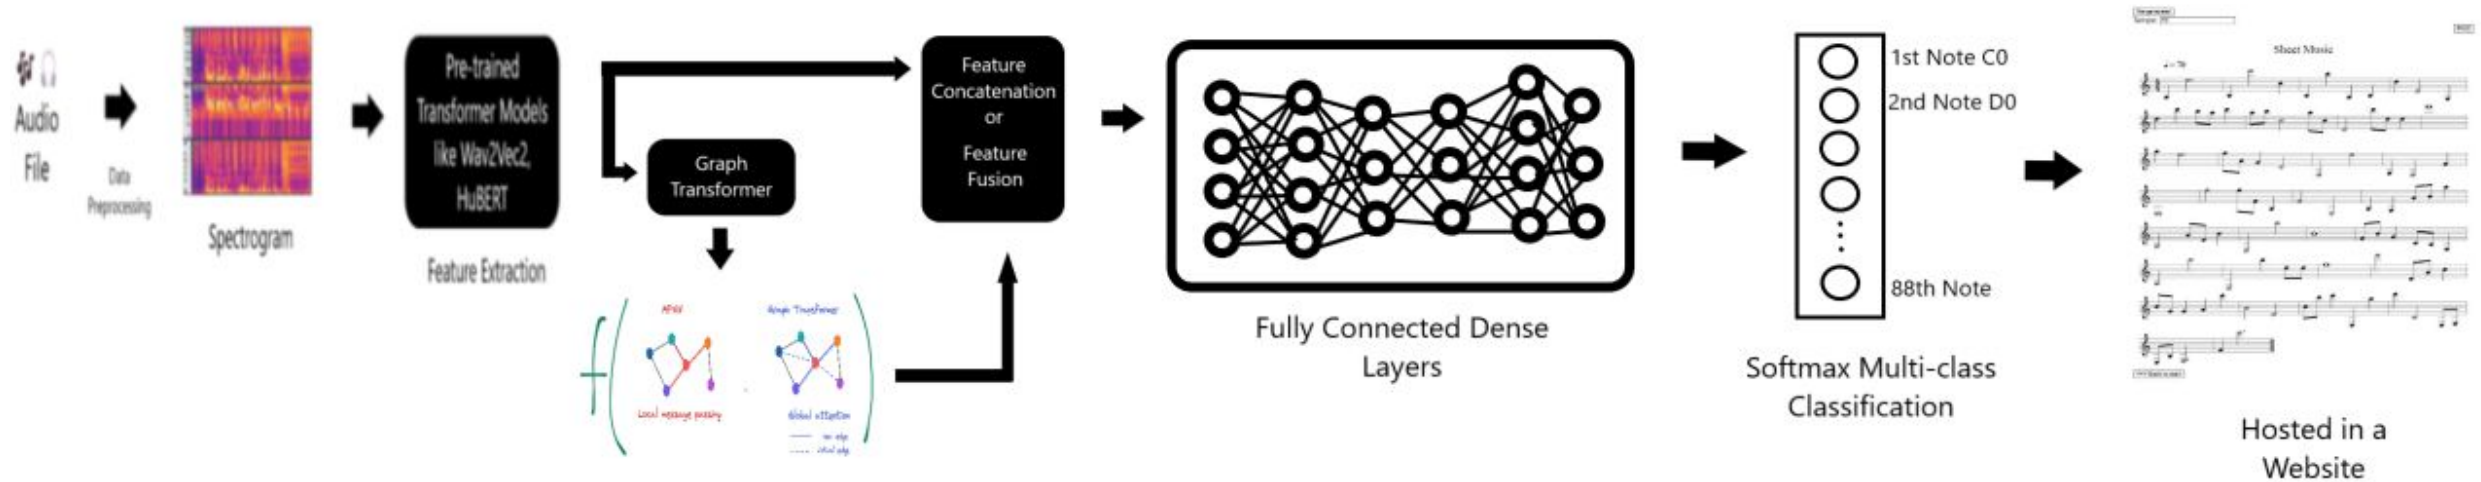 Audio
File
Data
Preprocessing
Spectrogram
Pre-trained
Transformer Models
like Wav2Vec2,
HuBERT
Feature Extraction
Graph
Transformer
Local message passing
Graph Transformer
Global attention
Feature
Concatenation
or
Feature
Fusion
Fully Connected Dense
Layers
1st Note C0
2nd Note D0
88th Note
Softmax Multi-class
Classification
Sheet Music
Hosted in a
Website